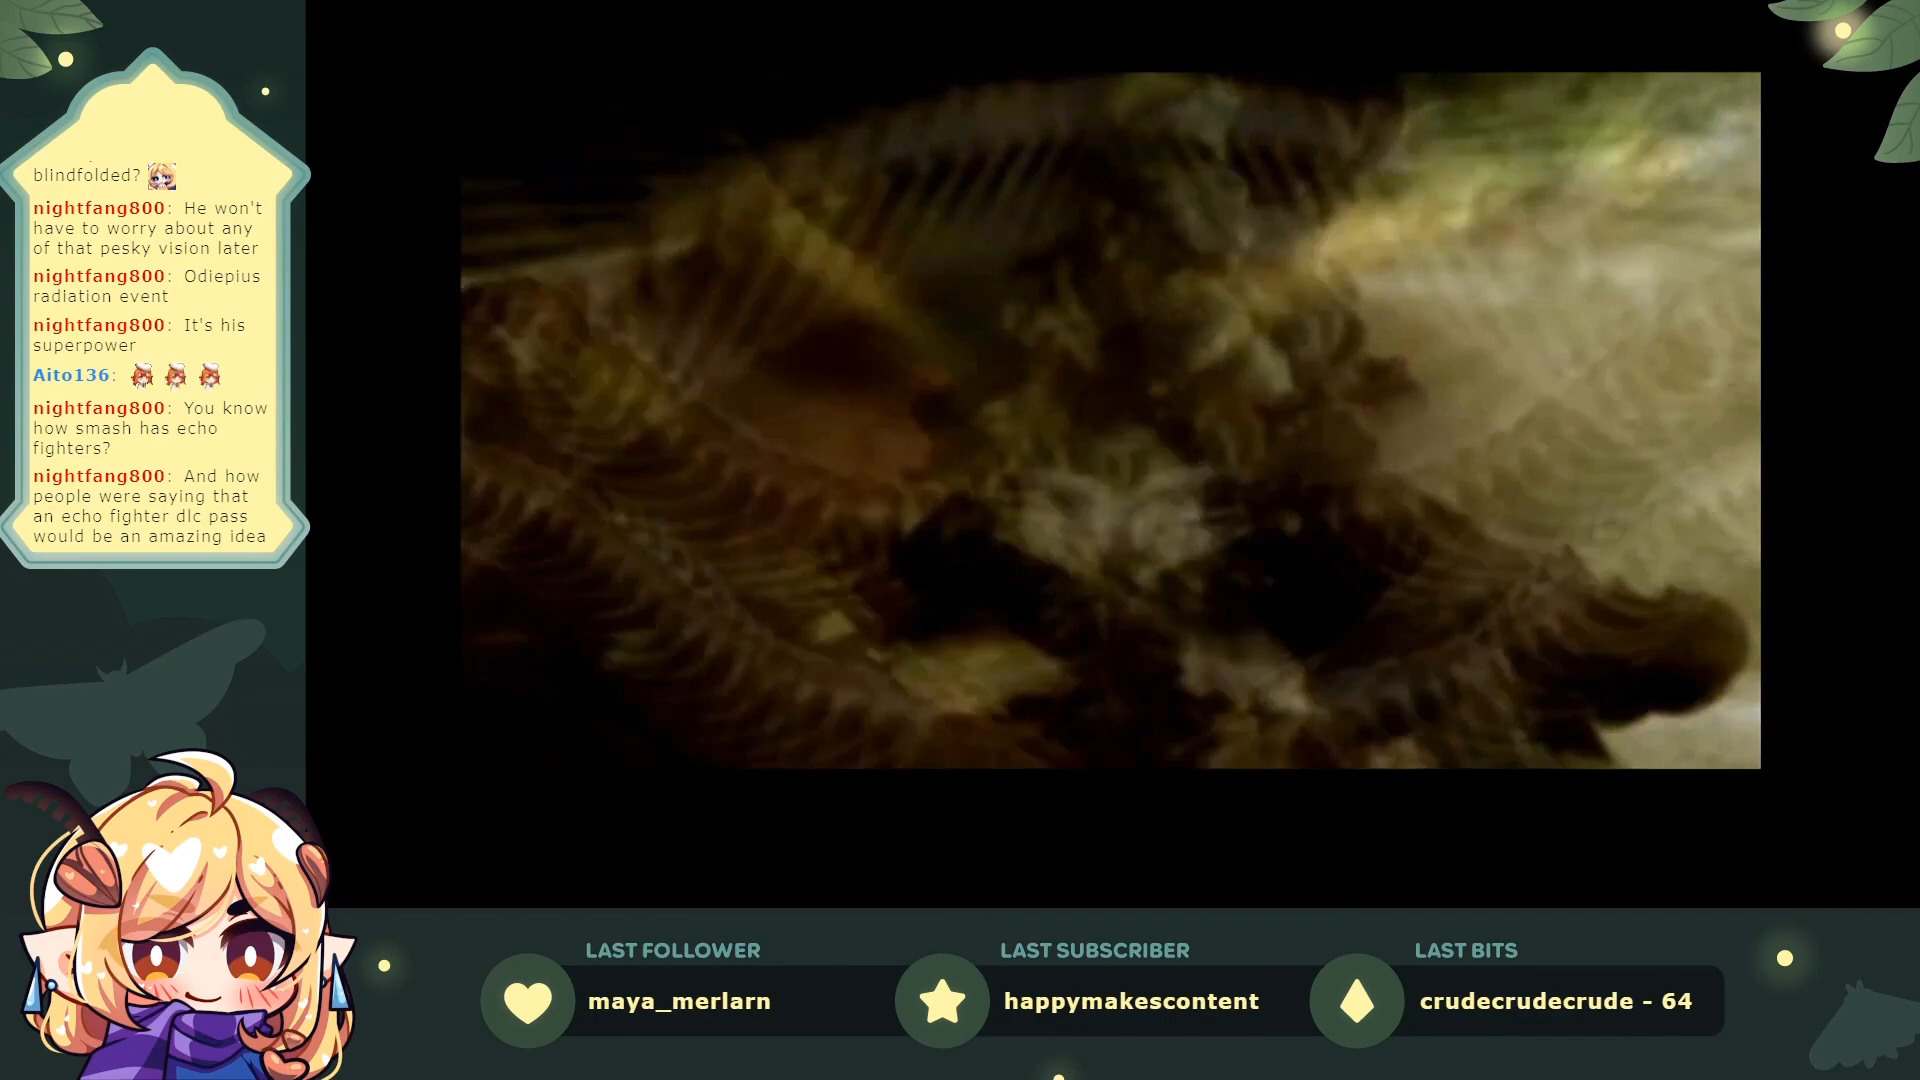 blindfolded?
nightfang800: He won't
have to worry about any
of that pesky vision later
nightfang800: Odiepius
radiation event
nightfang800: It's his
superpower
Aito136:
nightfang800: You know
how smash has echo
fighters?
nightfang800: And how
people were saying that
an echo fighter dlc pass
would be an amazing idea
LAST FOLLOWER
maya_merlarn
LAST SUBSCRIBER
happymakescontent
LAST BITS
crudecrudecrude - 64